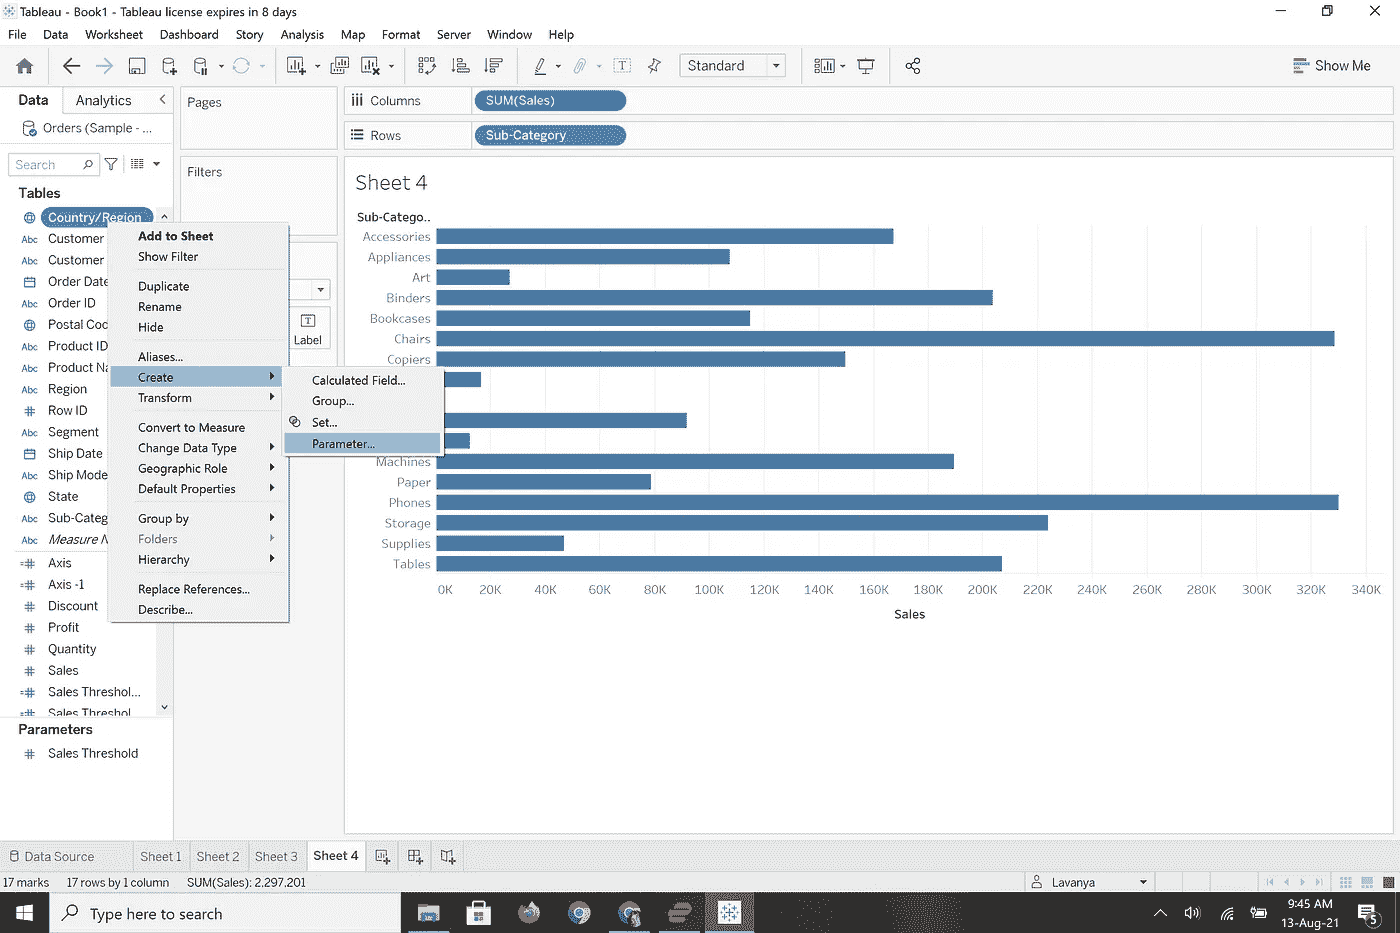 Tableau - Book1 - Tableau license expires in 8 days
File Data Worksheet Dashboard Story Analysis Map Format Server Window Help
Standard
Show Me
Data Analytics
Orders (Sample - ...
Search
Tables
Country/Region
Customer
Customer
Order Date
Order ID
Postal Cod
Product ID
Product Na
Region
Row ID
Segment
Ship Date
Ship Mode
State
Sub-Categ
Measure N
Axis
Axis -1
Discount
Profit
Quantity
Sales
Sales Threshol...
Sales Threshol
Parameters
Sales Threshold
Add to Sheet
Show Filter
Duplicate
Rename
Hide
Aliases...
Create
Transform
Convert to Measure
Change Data Type
Geographic Role
Default Properties
Group by
Folders
Hierarchy
Replace References...
Describe...
Calculated Field...
Group...
Set...
Parameter...
Pages
Filters
Label
Columns SUM(Sales)
Rows Sub-Category
Sheet 4
Sub-Catego..
Accessories
Appliances
Art
Binders
Bookcases
Chairs
Copiers
Machines
Paper
Phones
Storage
Supplies
Tables
0K 20K 40K 60K 80K 100K 120K 140K 160K 180K 200K 220K 240K 260K 280K 300K 320K 340K
Sales
Data Source Sheet 1 Sheet 2 Sheet 3 Sheet 4
17 marks 17 rows by 1 column SUM(Sales): 2,297,201 Lavanya
Type here to search
9:45 AM
13-Aug-21
5